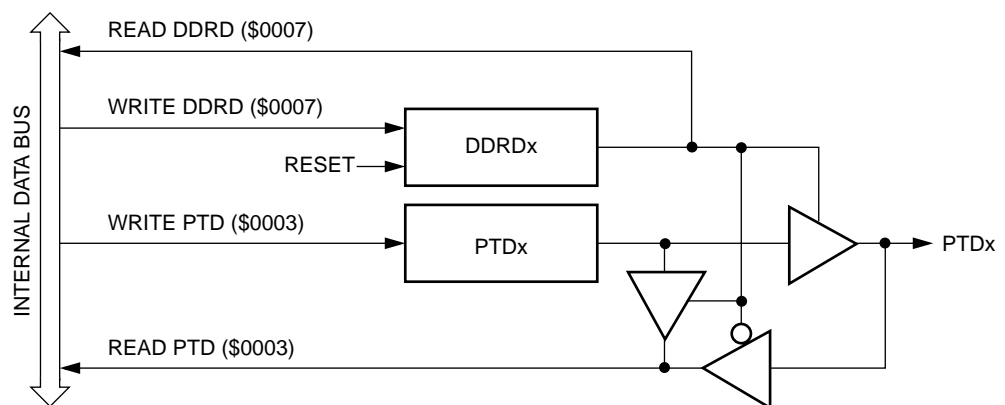 READ DDRD ($0007)
WRITE DDRD ($0007)
DDRDx
RESET
WRITE PTD ($0003)
PTDx
PTDx
READ PTD ($0003)
INTERNAL DATA BUS